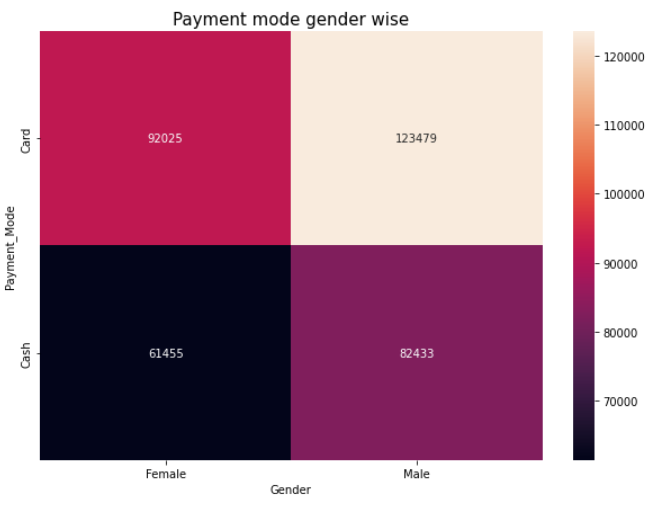 Payment mode gender wise
Payment_Mode
Card
Cash
92025
123479
61455
82433
Female
Male
Gender
120000
110000
100000
90000
80000
70000